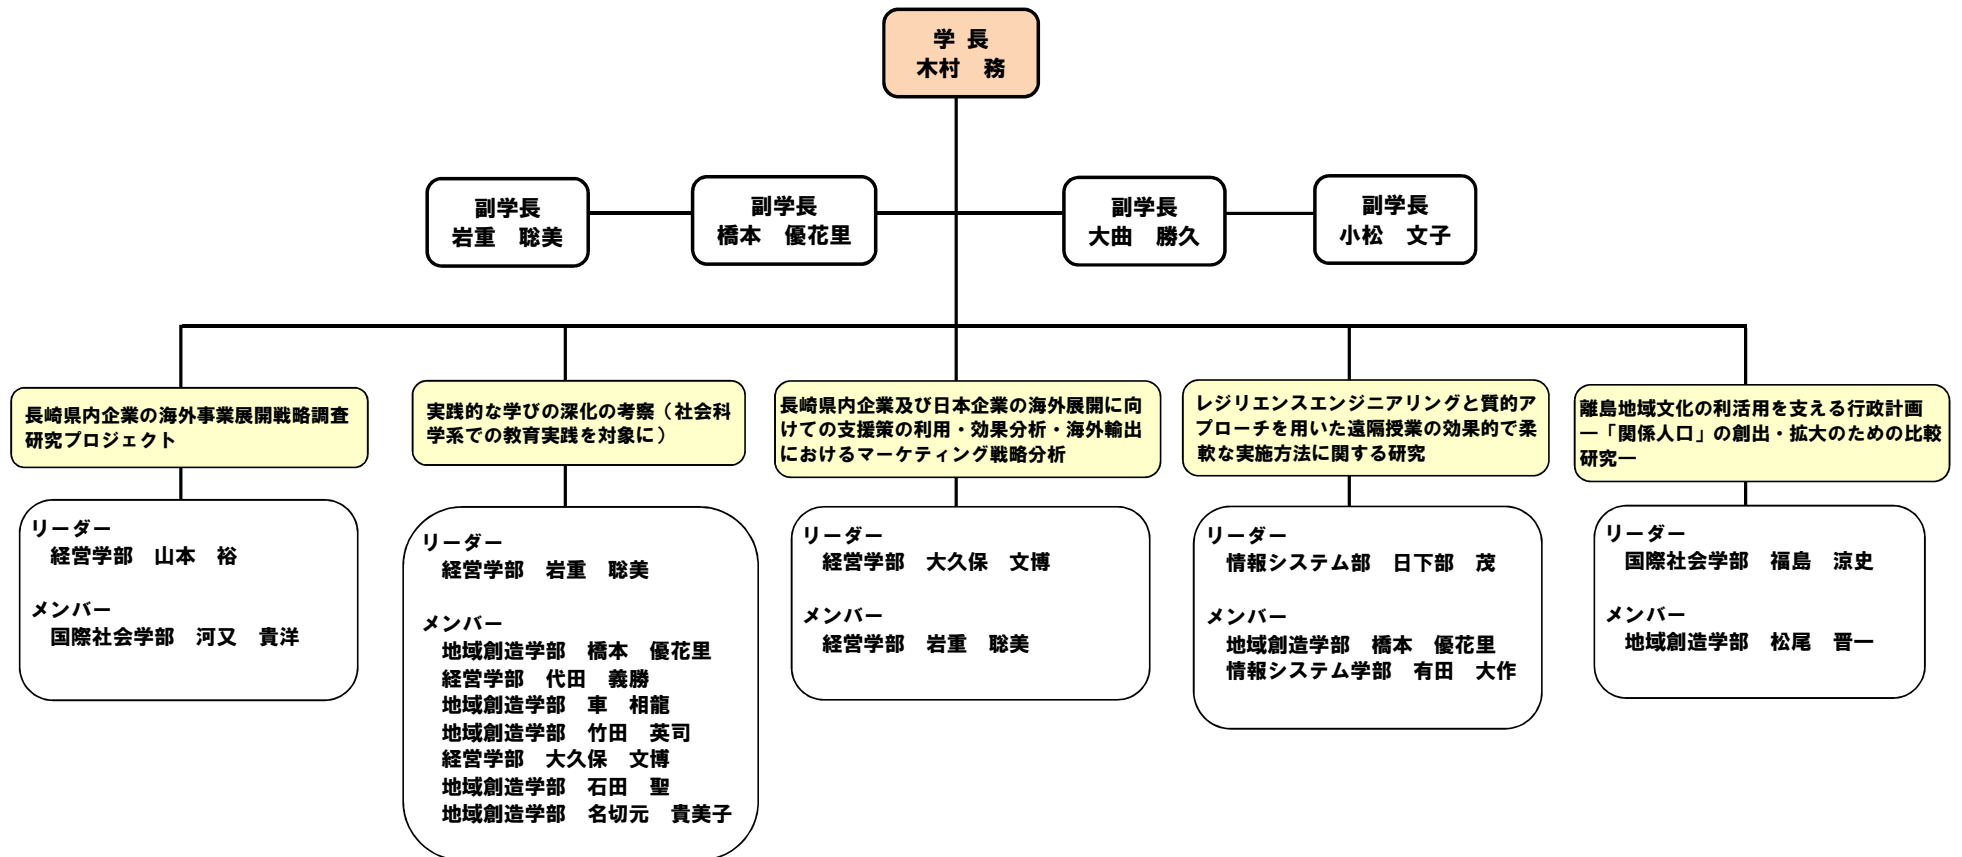 学 長
木村　務
副学長
岩重　聡美
副学長
橋本　優花里
副学長
大曲　勝久
副学長
小松　文子
長崎県内企業の海外事業展開戦略調査
研究プロジェクト
リーダー
経営学部　山本　裕
メンバー
国際社会学部　河又　貴洋
実践的な学びの深化の考察（社会科
学系での教育実践を対象に）
リーダー
経営学部　岩重　聡美
メンバー
地域創造学部　橋本　優花里
経営学部　代田　義勝
地域創造学部　車　相龍
地域創造学部　竹田　英司
経営学部　大久保　文博
地域創造学部　石田　聖
地域創造学部　名切元　貴美子
長崎県内企業及び日本企業の海外展開に向
けての支援策の利用・効果分析・海外輸出
におけるマーケティング戦略分析
リーダー
経営学部　大久保　文博
メンバー
経営学部　岩重　聡美
レジリエンスエンジニアリングと質的ア
プローチを用いた遠隔授業の効果的で柔
軟な実施方法に関する研究
リーダー
情報システム部　日下部　茂
メンバー
地域創造学部　橋本　優花里
情報システム学部　有田　大作
離島地域文化の利活用を支える行政計画
―「関係人口」の創出・拡大のための比較
研究―
リーダー
国際社会学部　福島　涼史
メンバー
地域創造学部　松尾　晋一